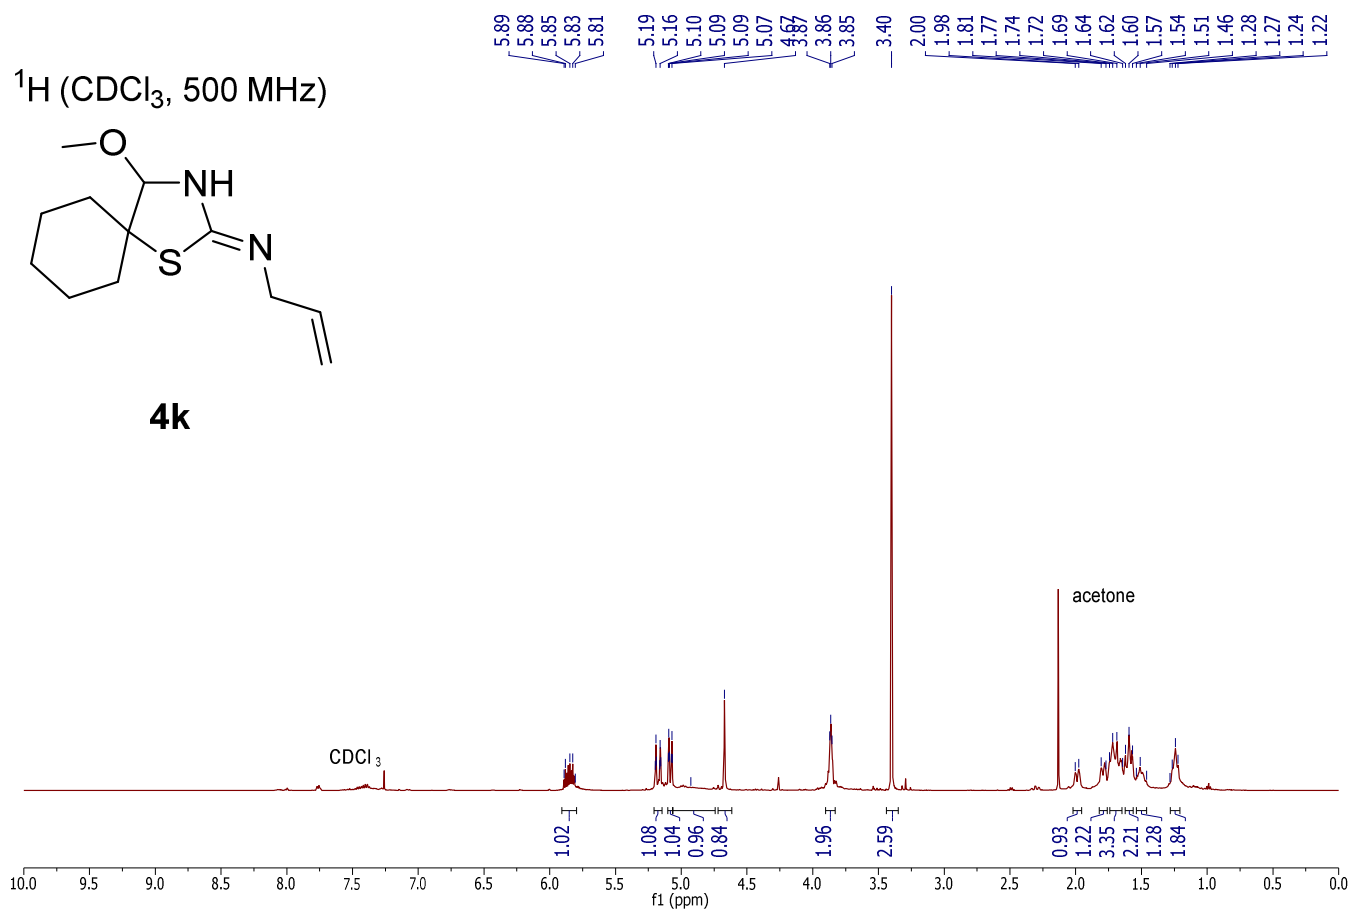 5.89 5.88 5.85 5.83 5.81 5.19 5.16 5.10 5.09 5.09 5.07 4.67 3.87 3.86 3.85 3.40 2.00 1.98 1.81 1.77 1.74 1.72 1.69 1.64 1.62 1.60 1.57 1.54 1.51 1.46 1.28 1.27 1.24 1.22
¹H (CDCl₃, 500 MHz)
O
NH
S
N
4k
acetone
CDCl₃
1.02 1.08 1.04 0.96 0.84 1.96 2.59 0.93 1.22 3.35 2.21 1.28 1.84
10.0 9.5 9.0 8.5 8.0 7.5 7.0 6.5 6.0 5.5 5.0 4.5 4.0 3.5 3.0 2.5 2.0 1.5 1.0 0.5 0.0
f1 (ppm)